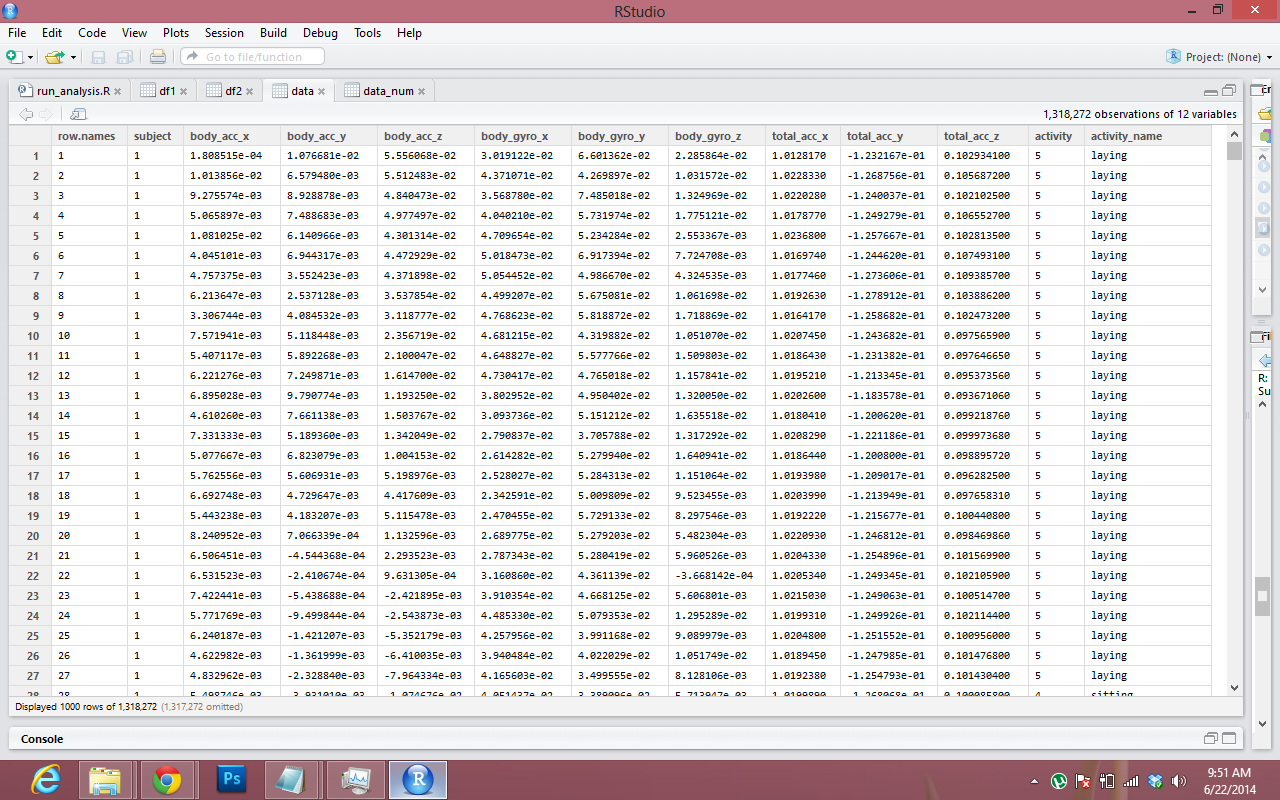 RStudio
File Edit Code View Plots Session Build Debug Tools Help
Go to file/function Project: (None)
run_analysis.R df1 df2 data data_num
1,318,272 observations of 12 variables
row.names subject body_acc_x body_acc_y body_acc_z body_gyro_x body_gyro_y body_gyro_z total_acc_x total_acc_y total_acc_z activity activity_name
1 1 1 1.808515e-04 1.076681e-02 5.556068e-02 3.019122e-02 6.601362e-02 2.285864e-02 1.0128170 -1.232167e-01 0.102934100 5 laying
2 2 1 1.013856e-02 6.579480e-03 5.512483e-02 4.371071e-02 4.269897e-02 1.031572e-02 1.0228330 -1.268756e-01 0.105687200 5 laying
3 3 1 9.275574e-03 8.928878e-03 4.840473e-02 3.568780e-02 7.485018e-02 1.324969e-02 1.0220280 -1.240037e-01 0.102102500 5 laying
4 4 1 5.065897e-03 7.488683e-03 4.977497e-02 4.040210e-02 5.731974e-02 1.775121e-02 1.0178770 -1.249279e-01 0.106552700 5 laying
5 5 1 1.081025e-02 6.140966e-03 4.301314e-02 4.709654e-02 5.234284e-02 2.553367e-03 1.0236800 -1.257667e-01 0.102813500 5 laying
6 6 1 4.045101e-03 6.944317e-03 4.472929e-02 5.018473e-02 6.917394e-02 7.724708e-03 1.0169740 -1.244620e-01 0.107493100 5 laying
7 7 1 4.757375e-03 3.552423e-03 4.371898e-02 5.054452e-02 4.986670e-02 4.324535e-03 1.0177460 -1.273606e-01 0.109385700 5 laying
8 8 1 6.213647e-03 2.537128e-03 3.537854e-02 4.499207e-02 5.675081e-02 1.061698e-02 1.0192630 -1.278912e-01 0.103886200 5 laying
9 9 1 3.306744e-03 4.084532e-03 3.118777e-02 4.768623e-02 5.818872e-02 1.718869e-02 1.0164170 -1.258682e-01 0.102473200 5 laying
10 10 1 7.571941e-03 5.118448e-03 2.356719e-02 4.681215e-02 4.319882e-02 1.051070e-02 1.0207450 -1.243682e-01 0.097565900 5 laying
11 11 1 5.407117e-03 5.892268e-03 2.100047e-02 4.648827e-02 5.577766e-02 1.509803e-02 1.0186430 -1.231382e-01 0.097646650 5 laying
12 12 1 6.221276e-03 7.249871e-03 1.614700e-02 4.730417e-02 4.765018e-02 1.157841e-02 1.0195210 -1.213345e-01 0.095373560 5 laying
13 13 1 6.895028e-03 9.790774e-03 1.193250e-02 3.802952e-02 4.950402e-02 1.320050e-02 1.0202600 -1.183578e-01 0.093671060 5 laying
14 14 1 4.610260e-03 7.661138e-03 1.503767e-02 3.093736e-02 5.151212e-02 1.635518e-02 1.0180410 -1.200620e-01 0.099218760 5 laying
15 15 1 7.331333e-03 5.189360e-03 1.342049e-02 2.790837e-02 3.705788e-02 1.317292e-02 1.0208290 -1.221186e-01 0.099973680 5 laying
16 16 1 5.077667e-03 6.823079e-03 1.004153e-02 2.614282e-02 5.279940e-02 1.640941e-02 1.0186440 -1.200800e-01 0.098895720 5 laying
17 17 1 5.762556e-03 5.606931e-03 5.198976e-03 2.528027e-02 5.284313e-02 1.151064e-02 1.0193980 -1.209017e-01 0.096282500 5 laying
18 18 1 6.692748e-03 4.729647e-03 4.417609e-03 2.342591e-02 5.009809e-02 9.523455e-03 1.0203990 -1.213949e-01 0.097658310 5 laying
19 19 1 5.443238e-03 4.183207e-03 5.115478e-03 2.470455e-02 5.729133e-02 8.297546e-03 1.0192220 -1.215677e-01 0.100440800 5 laying
20 20 1 8.240952e-03 7.066339e-04 1.132596e-03 2.689775e-02 5.279203e-02 5.482304e-03 1.0220930 -1.246812e-01 0.098469860 5 laying
21 21 1 6.506451e-03 -4.544368e-04 2.293523e-03 2.787343e-02 5.280419e-02 5.960526e-03 1.0204330 -1.254896e-01 0.101569900 5 laying
22 22 1 6.531523e-03 -2.410674e-04 9.631305e-04 3.160860e-02 4.361139e-02 -3.668142e-04 1.0205340 -1.249345e-01 0.102105900 5 laying
23 23 1 7.422441e-03 -5.438688e-04 -2.421895e-03 3.910354e-02 4.668125e-02 5.606801e-03 1.0215030 -1.249063e-01 0.100514700 5 laying
24 24 1 5.771769e-03 -9.499844e-04 -2.543873e-03 4.485330e-02 5.079353e-02 1.295289e-02 1.0199310 -1.249926e-01 0.102114400 5 laying
25 25 1 6.240187e-03 -1.421207e-03 -5.352179e-03 4.257956e-02 3.991168e-02 9.089979e-03 1.0204800 -1.251552e-01 0.100956000 5 laying
26 26 1 4.622982e-03 -1.361999e-03 -6.410035e-03 3.940484e-02 4.022029e-02 1.051749e-02 1.0189450 -1.247985e-01 0.101476800 5 laying
27 27 1 4.832962e-03 -2.328840e-03 -7.964334e-03 4.165603e-02 3.499555e-02 8.128106e-03 1.0192380 -1.254793e-01 0.101430400 5 laying
Displayed 1000 rows of 1,318,272 (1,317,272 omitted)
Console
R:
Su
Ps
9:51 AM
6/22/2014